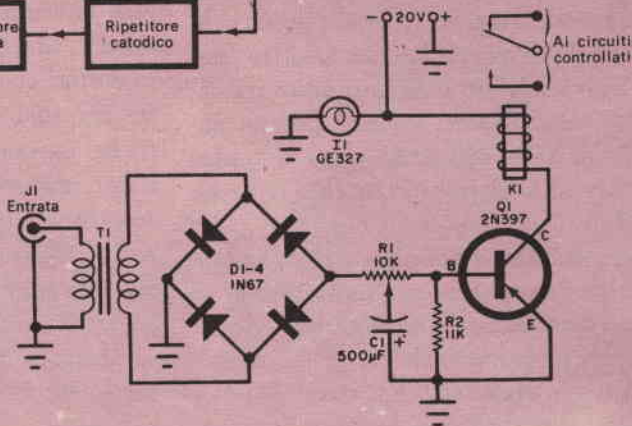 Ripetitore
catodico
- 20V +
Ai circuiti
controllati
I1
GE327
K1
J1
Entrata
T1
Q1
2N397
C
D1-4
1N67
R1
10K
B
E
R2
11K
C1
500µF
+